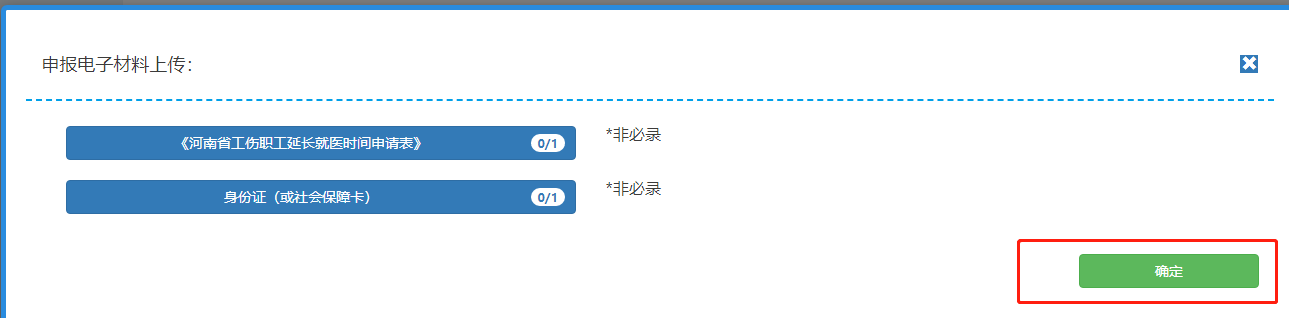 申报电子材料上传：
《河南省工伤职工延长就医时间申请表》 0/1 *非必录
身份证（或社会保障卡） 0/1 *非必录
确定